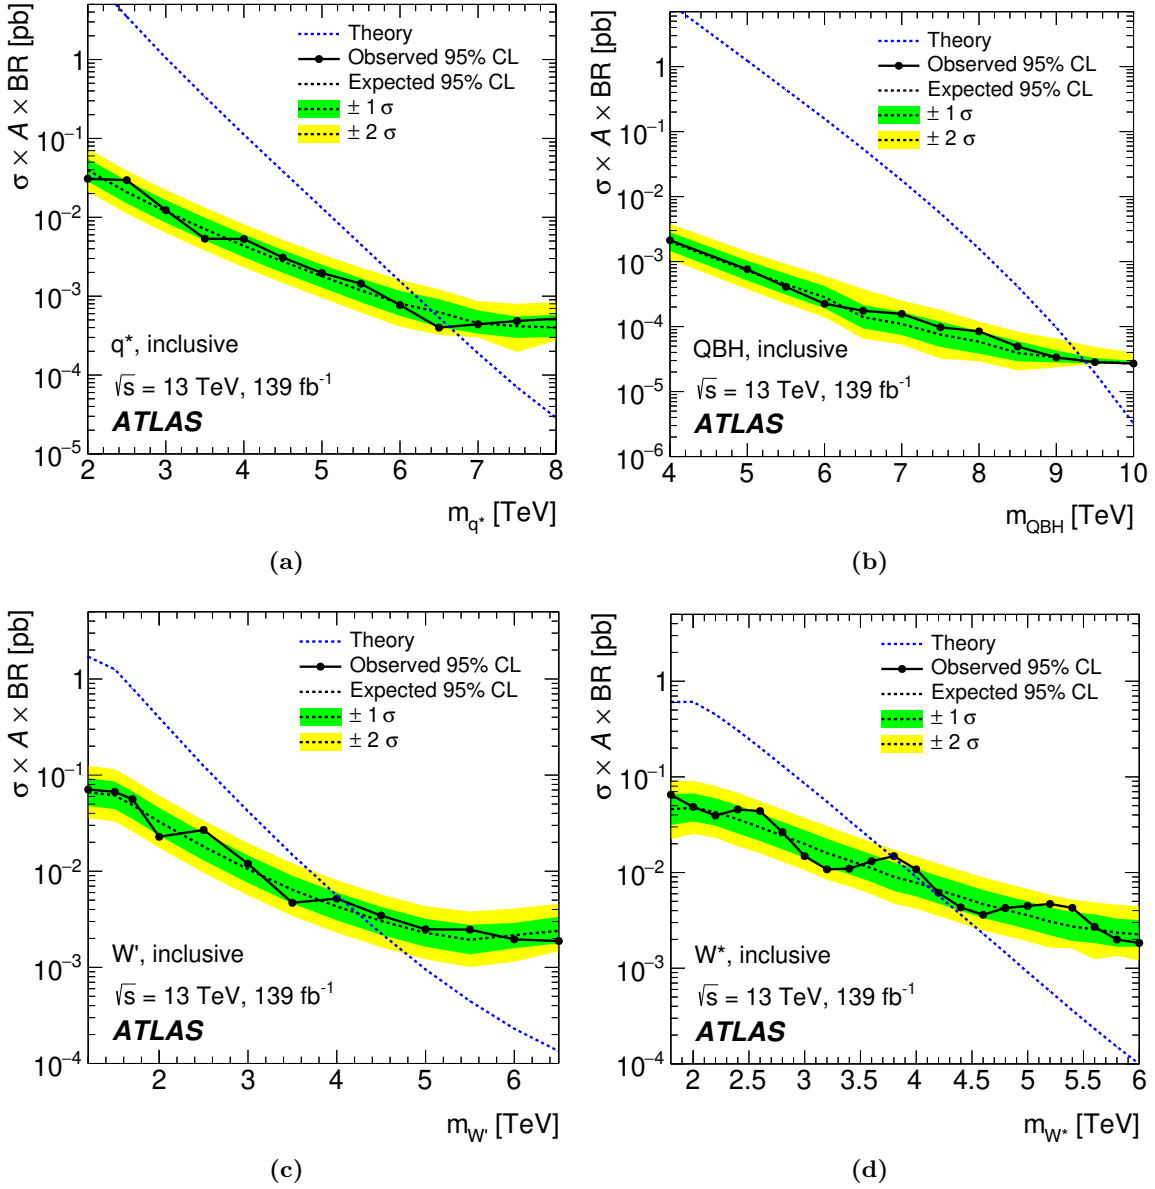 σ × A × BR [pb]
1
10⁻¹
10⁻²
10⁻³
10⁻⁴
10⁻⁵
Theory
Observed 95% CL
Expected 95% CL
± 1 σ
± 2 σ
q*, inclusive
√s = 13 TeV, 139 fb⁻¹
ATLAS
2 3 4 5 6 7 8
m_q* [TeV]
(a)
σ × A × BR [pb]
1
10⁻¹
10⁻²
10⁻³
10⁻⁴
10⁻⁵
10⁻⁶
Theory
Observed 95% CL
Expected 95% CL
± 1 σ
± 2 σ
QBH, inclusive
√s = 13 TeV, 139 fb⁻¹
ATLAS
4 5 6 7 8 9 10
m_QBH [TeV]
(b)
σ × A × BR [pb]
1
10⁻¹
10⁻²
10⁻³
10⁻⁴
Theory
Observed 95% CL
Expected 95% CL
± 1 σ
± 2 σ
W', inclusive
√s = 13 TeV, 139 fb⁻¹
ATLAS
2 3 4 5 6
m_W' [TeV]
(c)
σ × A × BR [pb]
1
10⁻¹
10⁻²
10⁻³
10⁻⁴
Theory
Observed 95% CL
Expected 95% CL
± 1 σ
± 2 σ
W*, inclusive
√s = 13 TeV, 139 fb⁻¹
ATLAS
2 2.5 3 3.5 4 4.5 5 5.5 6
m_W* [TeV]
(d)